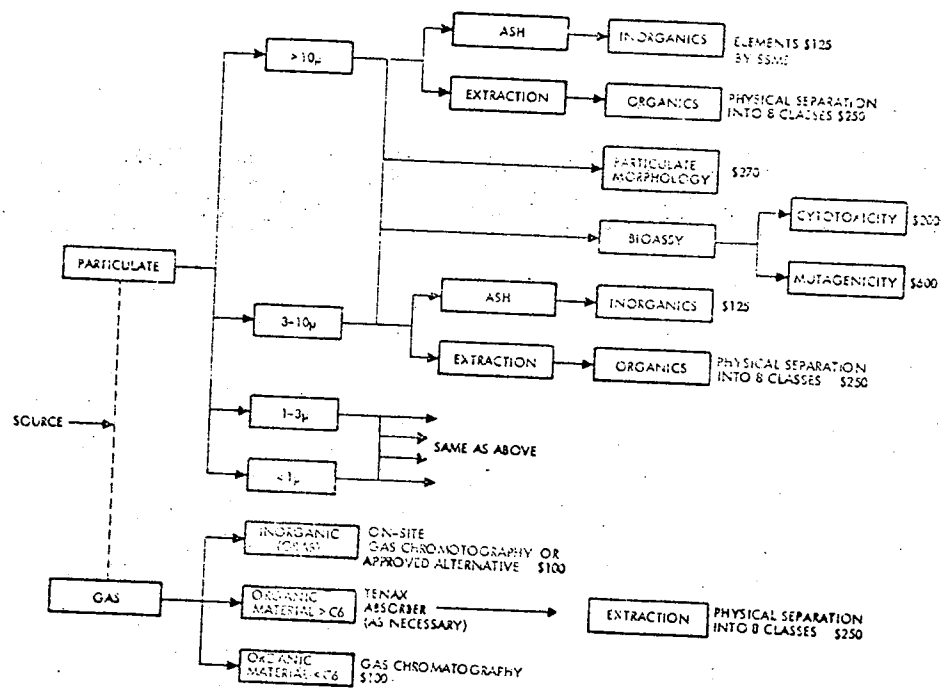 >10μ
ASH
INORGANICS
ELEMENTS $125
BY SSMS
EXTRACTION
ORGANICS
PHYSICAL SEPARATION
INTO 8 CLASSES $250
PARTICULATE
MORPHOLOGY
$270
BIOASSY
CYTOTOXICITY
$200
MUTAGENICITY
$600
PARTICULATE
3-10μ
ASH
INORGANICS
$125
EXTRACTION
ORGANICS
PHYSICAL SEPARATION
INTO 8 CLASSES $250
SOURCE
1-3μ
<1μ
SAME AS ABOVE
INORGANIC
ON-SITE
GAS CHROMOTOGRAPHY OR
APPROVED ALTERNATIVE $100
GAS
ORGANIC
MATERIAL > C6
TENAX
ABSORBER
(AS NECESSARY)
EXTRACTION
PHYSICAL SEPARATION
INTO 8 CLASSES $250
ORGANIC
MATERIAL < C6
GAS CHROMATOGRAPHY
$100